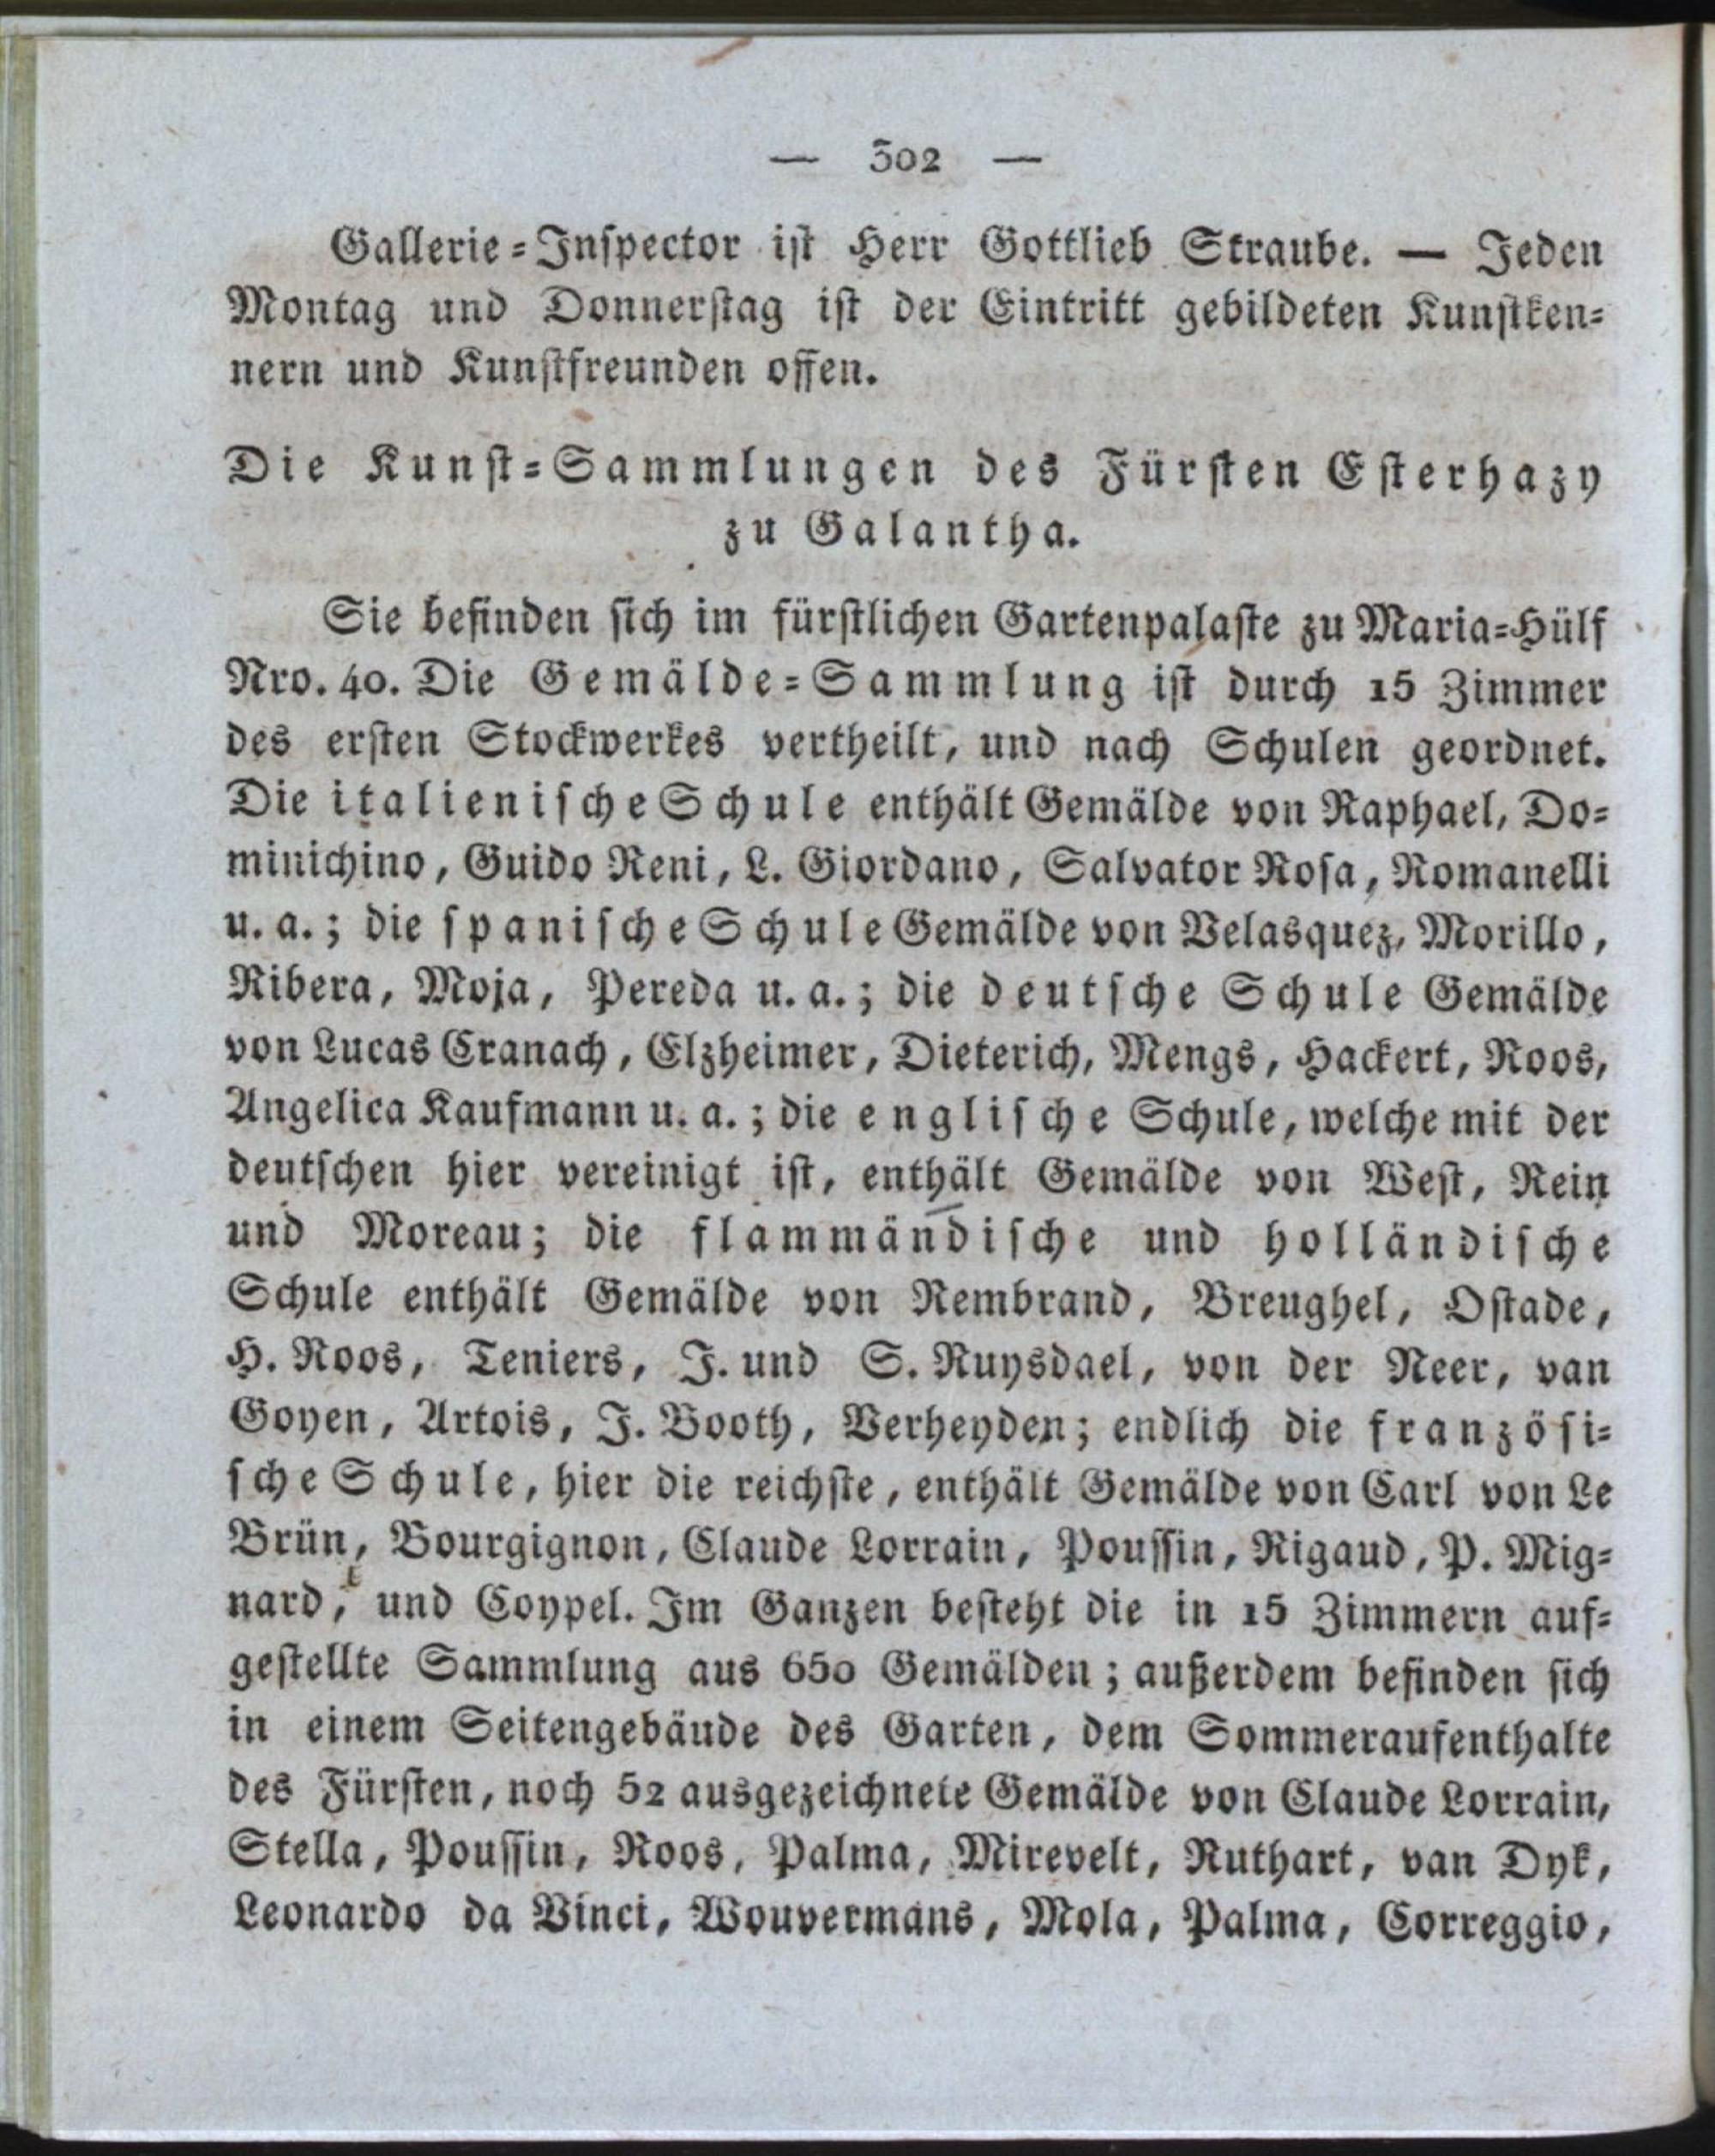 — 302 —
Gallerie-Inspector ist Herr Gottlieb Straube. — Jeden
Montag und Donnerstag ist der Eintritt gebildeten Kunstken-
nern und Kunstfreunden offen.
Die Kunst-Sammlungen des Fürsten Esterhazy
zu Galantha.
Sie befinden sich im fürstlichen Gartenpalaste zu Maria-Hülf
Nro. 40. Die Gemälde-Sammlung ist durch 15 Zimmer
des ersten Stockwerkes vertheilt, und nach Schulen geordnet.
Die italienische Schule enthält Gemälde von Raphael, Do-
minichino, Guido Reni, L. Giordano, Salvator Rosa, Romanelli
u. a.; die spanische Schule Gemälde von Velasquez, Morillo,
Ribera, Moja, Pereda u. a.; die deutsche Schule Gemälde
von Lucas Cranach, Elzheimer, Dieterich, Mengs, Hackert, Roos,
Angelica Kaufmann u. a.; die englische Schule, welche mit der
deutschen hier vereinigt ist, enthält Gemälde von West, Rein
und Moreau; die flammändische und holländische
Schule enthält Gemälde von Rembrand, Breughel, Ostade,
H. Roos, Teniers, J. und S. Ruysdael, von der Neer, van
Goyen, Artois, J. Booth, Verheyden; endlich die französi-
sche Schule, hier die reichste, enthält Gemälde von Carl von Le
Brün, Bourgignon, Claude Lorrain, Poussin, Rigaud, P. Mig-
nard, und Coypel. Im Ganzen besteht die in 15 Zimmern auf-
gestellte Sammlung aus 650 Gemälden; außerdem befinden sich
in einem Seitengebäude des Garten, dem Sommeraufenthalte
des Fürsten, noch 52 ausgezeichnete Gemälde von Claude Lorrain,
Stella, Poussin, Roos, Palma, Mirevelt, Ruthart, van Dyk,
Leonardo da Vinci, Wouvermans, Mola, Palma, Correggio,